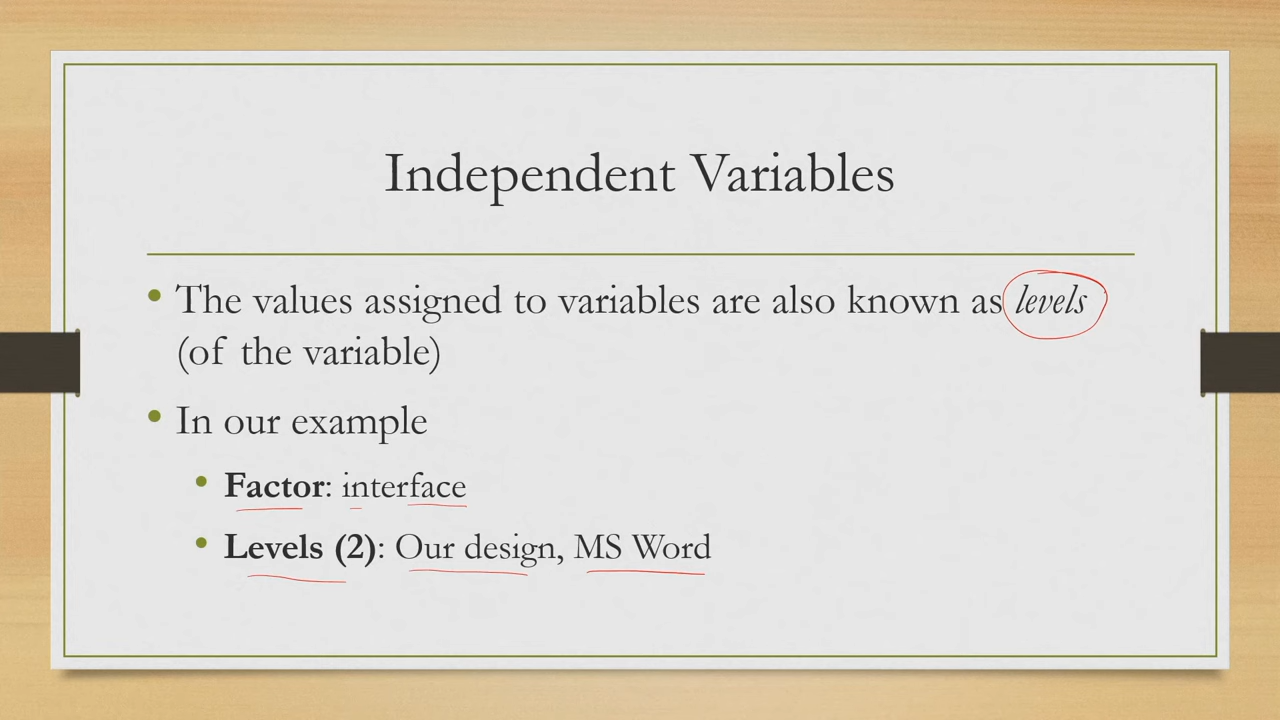 Independent Variables
• The values assigned to variables are also known as levels
(of the variable)
• In our example
• Factor: interface
• Levels (2): Our design, MS Word